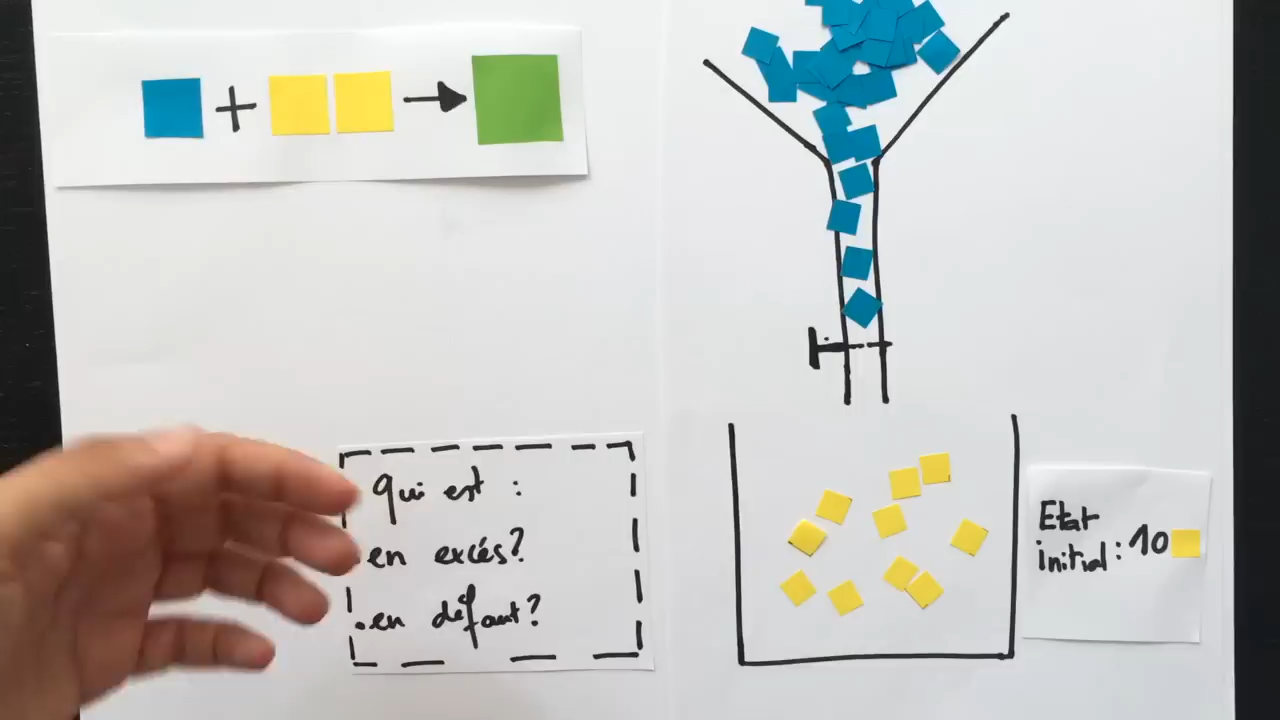 + →
Qui est :
.en excés?
.en défaut?
Etat
initial : 10